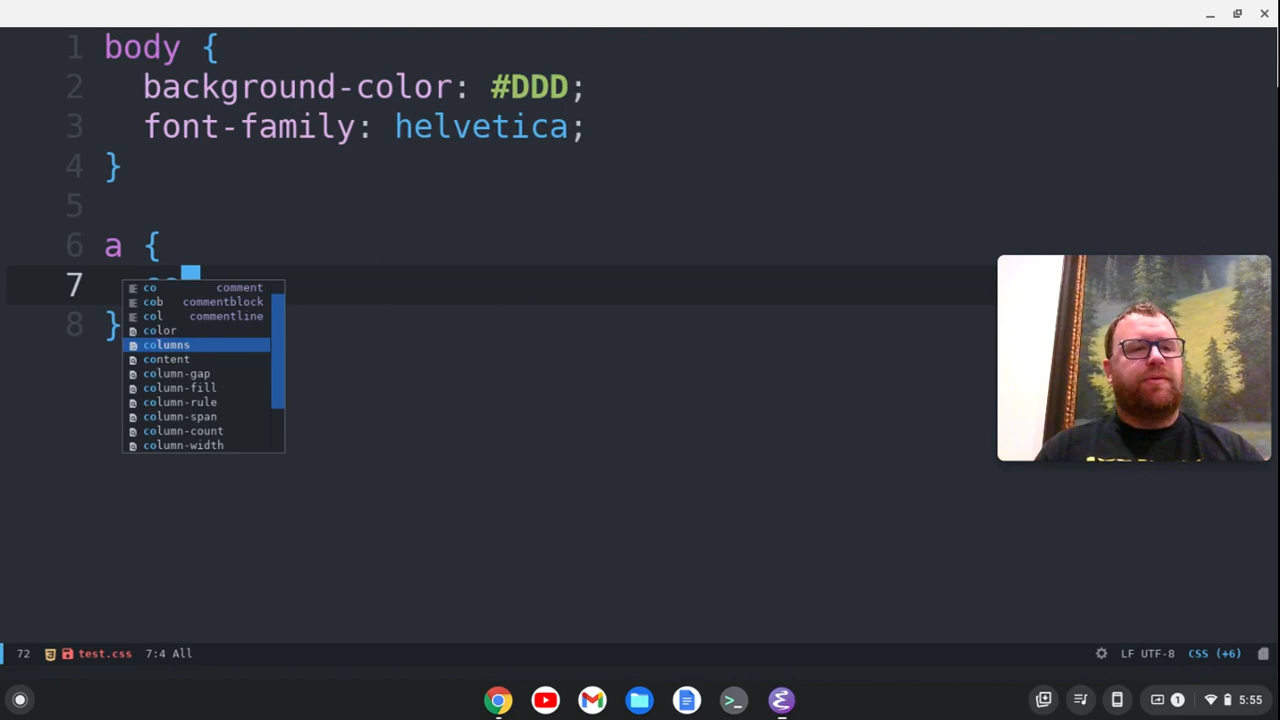 1 body {
2 background-color: #DDD;
3 font-family: helvetica;
4 }
5
6 a {
7
8 }
co comment
cob commentblock
col commentline
color
columns
content
column-gap
column-fill
column-rule
column-span
column-count
column-width
72 test.css 7:4 All
LF UTF-8 CSS (+6)
1 5:55